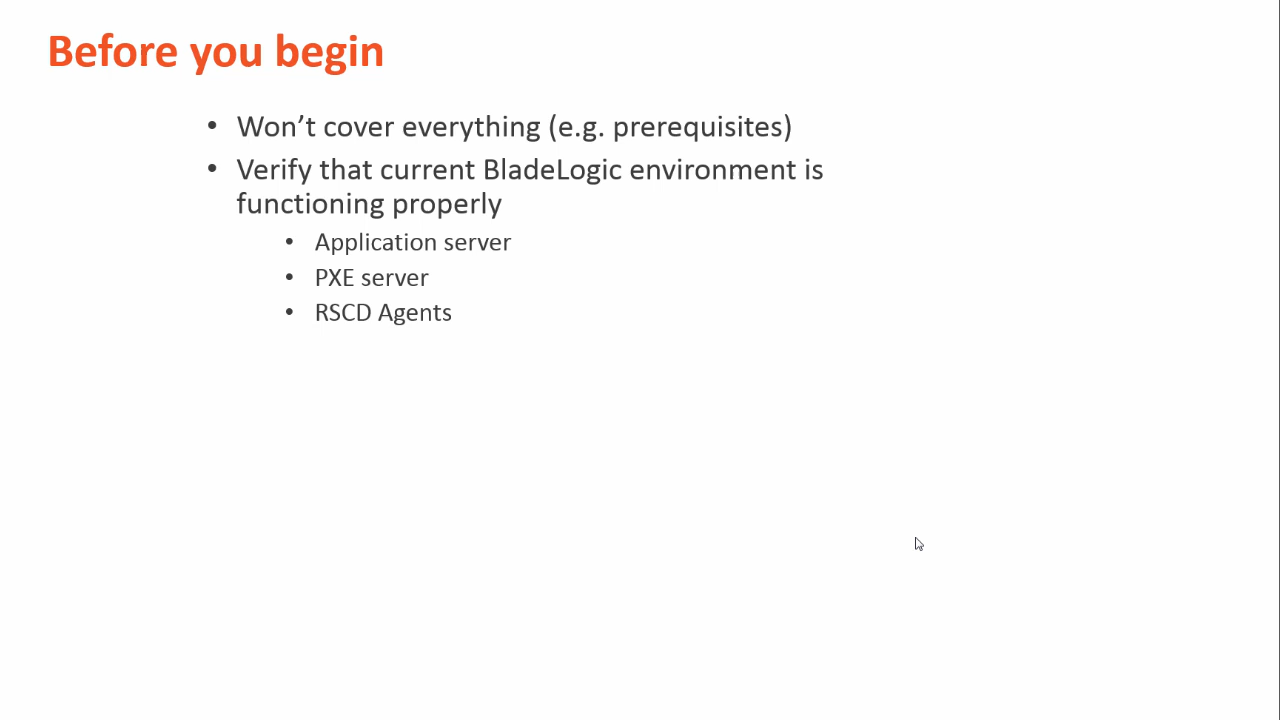 Before you begin
• Won’t cover everything (e.g. prerequisites)
• Verify that current BladeLogic environment is
functioning properly
• Application server
• PXE server
• RSCD Agents